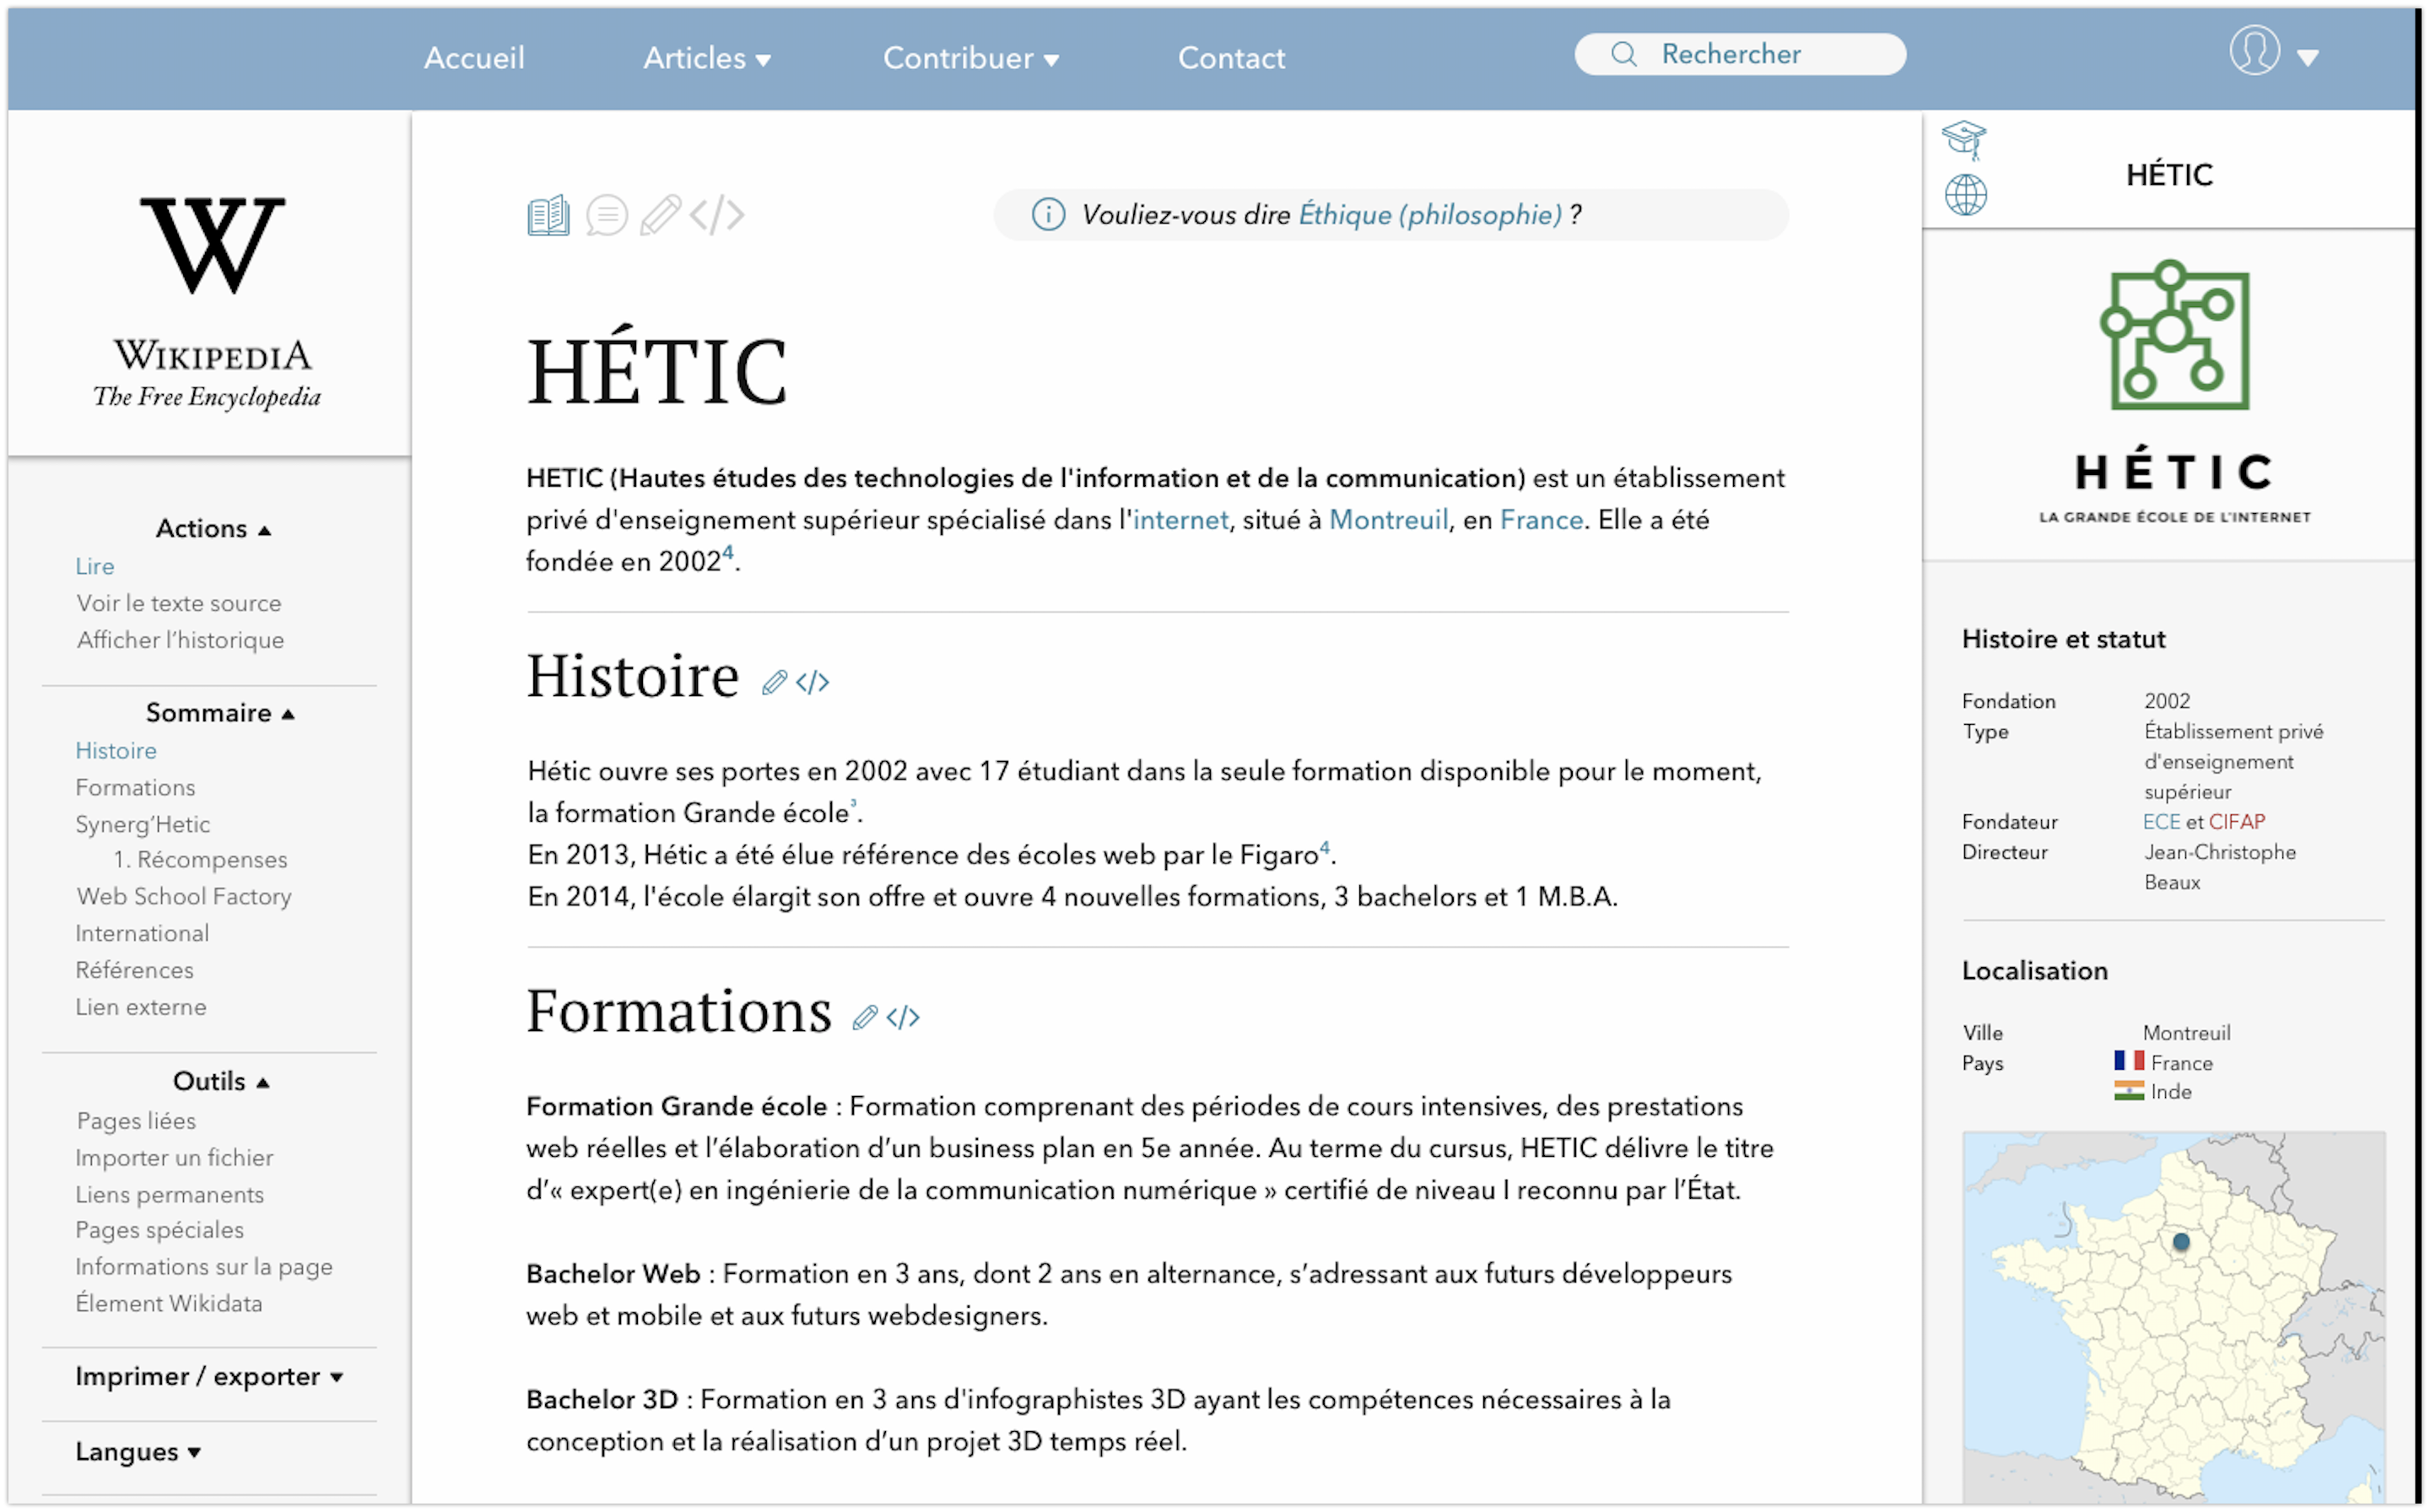 Accueil
Articles
Contribuer
Contact
Rechercher
W
WIKIPEDIA
The Free Encyclopedia
Actions
Lire
Voir le texte source
Afficher l’historique
Sommaire
Histoire
Formations
Synerg’Hetic
1. Récompenses
Web School Factory
International
Références
Lien externe
Outils
Pages liées
Importer un fichier
Liens permanents
Pages spéciales
Informations sur la page
Élement Wikidata
Imprimer / exporter
Langues
Vouliez-vous dire Éthique (philosophie) ?
HÉTIC
HETIC (Hautes études des technologies de l'information et de la communication) est un établissement
privé d'enseignement supérieur spécialisé dans l'internet, situé à Montreuil, en France. Elle a été
fondée en 2002⁴.
Histoire
Hétic ouvre ses portes en 2002 avec 17 étudiant dans la seule formation disponible pour le moment,
la formation Grande école³.
En 2013, Hétic a été élue référence des écoles web par le Figaro⁴.
En 2014, l'école élargit son offre et ouvre 4 nouvelles formations, 3 bachelors et 1 M.B.A.
Formations
Formation Grande école : Formation comprenant des périodes de cours intensives, des prestations
web réelles et l’élaboration d’un business plan en 5e année. Au terme du cursus, HETIC délivre le titre
d’« expert(e) en ingénierie de la communication numérique » certifié de niveau I reconnu par l’État.
Bachelor Web : Formation en 3 ans, dont 2 ans en alternance, s’adressant aux futurs développeurs
web et mobile et aux futurs webdesigners.
Bachelor 3D : Formation en 3 ans d'infographistes 3D ayant les compétences nécessaires à la
conception et la réalisation d’un projet 3D temps réel.
HÉTIC
HÉTIC
LA GRANDE ÉCOLE DE L'INTERNET
Histoire et statut
Fondation 2002
Type Établissement privé
d'enseignement
supérieur
Fondateur ECE et CIFAP
Directeur Jean-Christophe
Beaux
Localisation
Ville Montreuil
Pays France
Inde